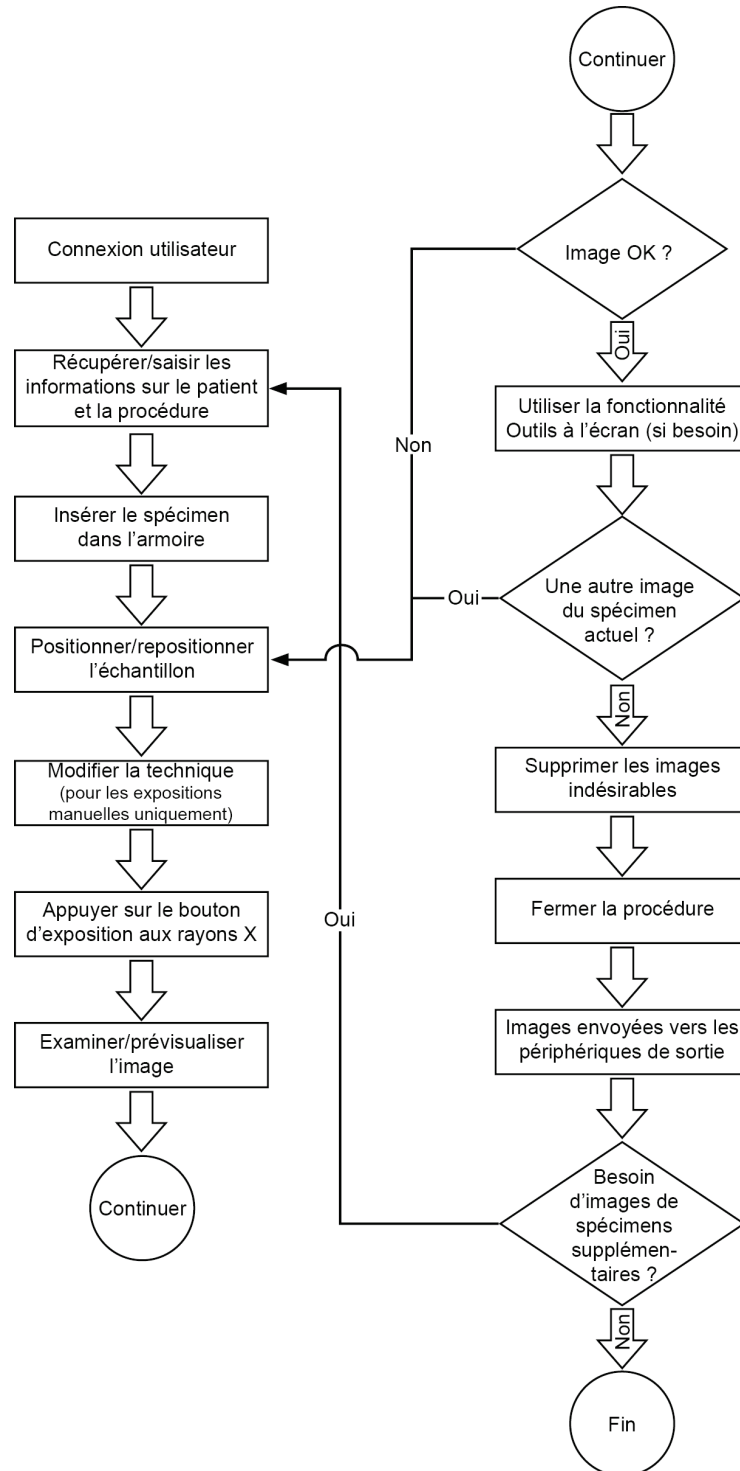 Connexion utilisateur
Récupérer/saisir les
informations sur le patient
et la procédure
Insérer le spécimen
dans l'armoire
Positionner/repositionner
l'échantillon
Modifier la technique
(pour les expositions
manuelles uniquement)
Appuyer sur le bouton
d'exposition aux rayons X
Examiner/prévisualiser
l'image
Continuer
Continuer
Image OK ?
Non
Oui
Utiliser la fonctionnalité
Outils à l'écran (si besoin)
Une autre image
du spécimen
actuel ?
Oui
Non
Supprimer les images
indésirables
Fermer la procédure
Images envoyées vers les
périphériques de sortie
Besoin
d'images de
spécimens
supplémen-
taires ?
Oui
Non
Fin